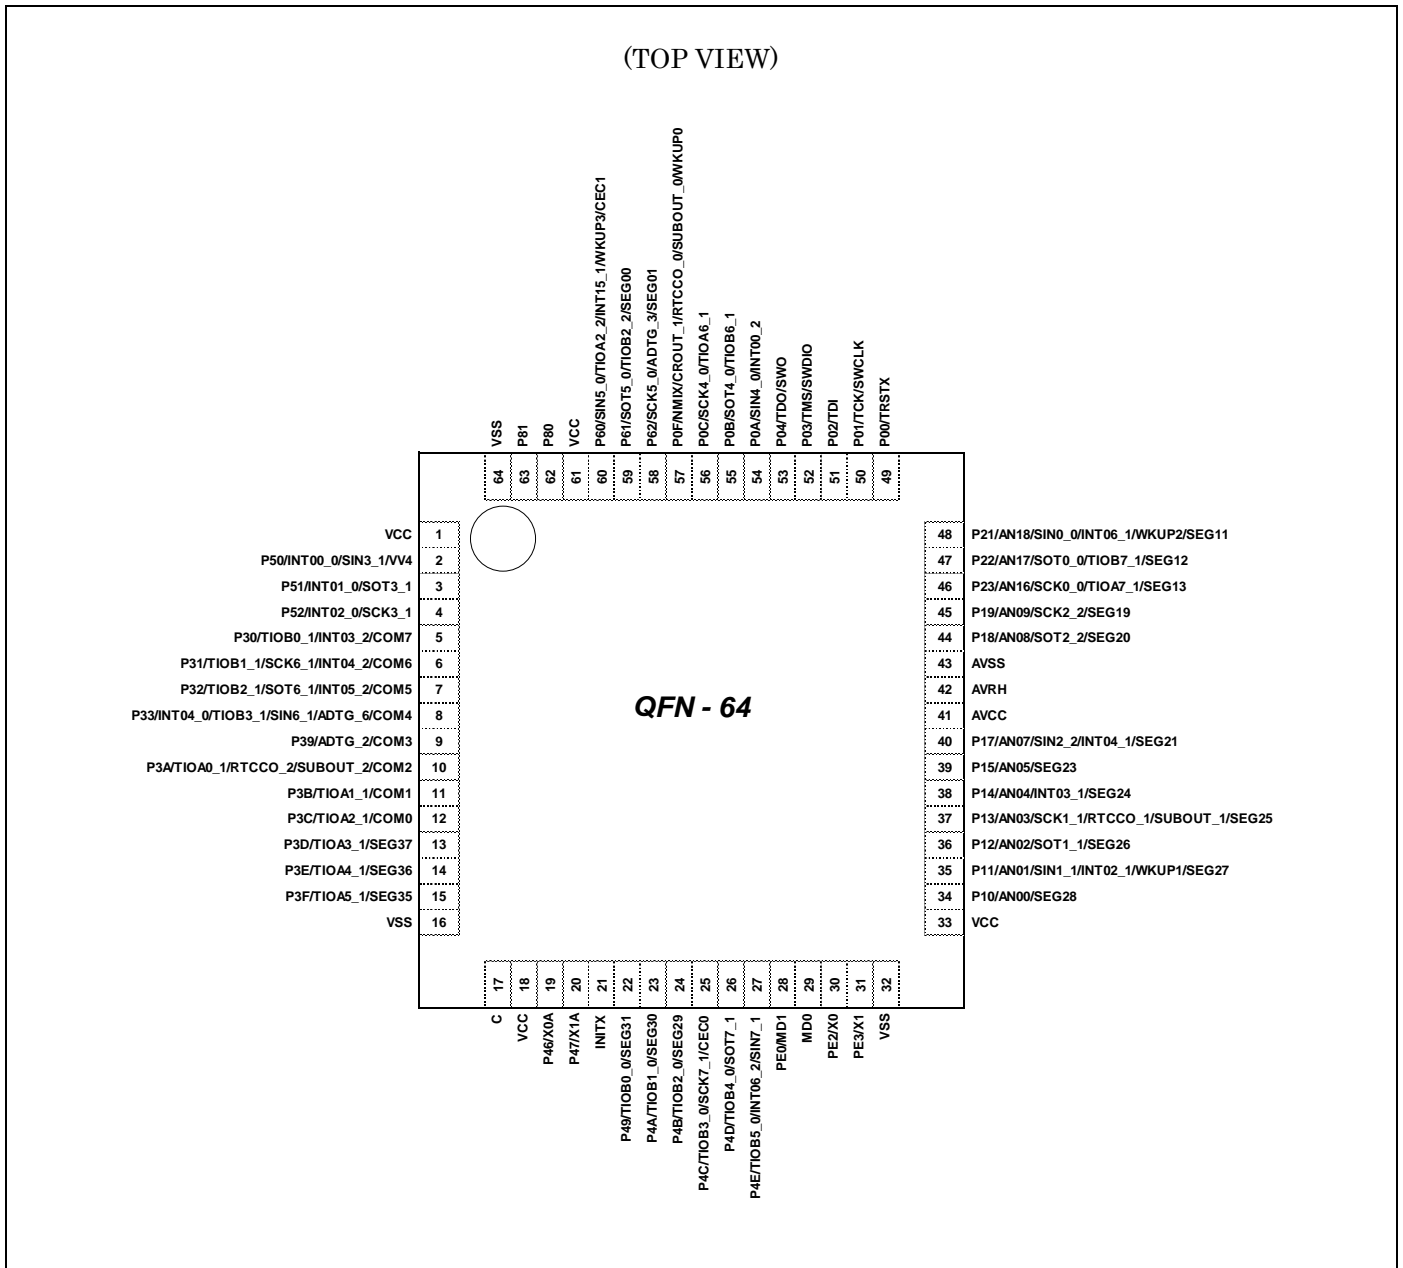 (TOP VIEW)
VSS
P81
P80
VCC
P60/SIN5_0/TIOA2_2/INT15_1/WKUP3/CEC1
P61/SOT5_0/TIOB2_2/SEG00
P62/SCK5_0/ADTG_3/SEG01
P0F/NMIX/CROUT_1/RTCCO_0/SUBOUT_0/WKUP0
P0C/SCK4_0/TIOA6_1
P0B/SOT4_0/TIOB6_1
P0A/SIN4_0/INT00_2
P04/TDO/SWO
P03/TMS/SWDIO
P02/TDI
P01/TCK/SWCLK
P00/TRSTX
64
63
62
61
60
59
58
57
56
55
54
53
52
51
50
49
VCC 1
P50/INT00_0/SIN3_1/VV4 2
P51/INT01_0/SOT3_1 3
P52/INT02_0/SCK3_1 4
P30/TIOB0_1/INT03_2/COM7 5
P31/TIOB1_1/SCK6_1/INT04_2/COM6 6
P32/TIOB2_1/SOT6_1/INT05_2/COM5 7
P33/INT04_0/TIOB3_1/SIN6_1/ADTG_6/COM4 8
P39/ADTG_2/COM3 9
P3A/TIOA0_1/RTCCO_2/SUBOUT_2/COM2 10
P3B/TIOA1_1/COM1 11
P3C/TIOA2_1/COM0 12
P3D/TIOA3_1/SEG37 13
P3E/TIOA4_1/SEG36 14
P3F/TIOA5_1/SEG35 15
VSS 16
QFN - 64
48 P21/AN18/SIN0_0/INT06_1/WKUP2/SEG11
47 P22/AN17/SOT0_0/TIOB7_1/SEG12
46 P23/AN16/SCK0_0/TIOA7_1/SEG13
45 P19/AN09/SCK2_2/SEG19
44 P18/AN08/SOT2_2/SEG20
43 AVSS
42 AVRH
41 AVCC
40 P17/AN07/SIN2_2/INT04_1/SEG21
39 P15/AN05/SEG23
38 P14/AN04/INT03_1/SEG24
37 P13/AN03/SCK1_1/RTCCO_1/SUBOUT_1/SEG25
36 P12/AN02/SOT1_1/SEG26
35 P11/AN01/SIN1_1/INT02_1/WKUP1/SEG27
34 P10/AN00/SEG28
33 VCC
17
18
19
20
21
22
23
24
25
26
27
28
29
30
31
32
C
VCC
P46/X0A
P47/X1A
INITX
P49/TIOB0_0/SEG31
P4A/TIOB1_0/SEG30
P4B/TIOB2_0/SEG29
P4C/TIOB3_0/SCK7_1/CEC0
P4D/TIOB4_0/SOT7_1
P4E/TIOB5_0/INT06_2/SIN7_1
PE0/MD1
MD0
PE2/X0
PE3/X1
VSS